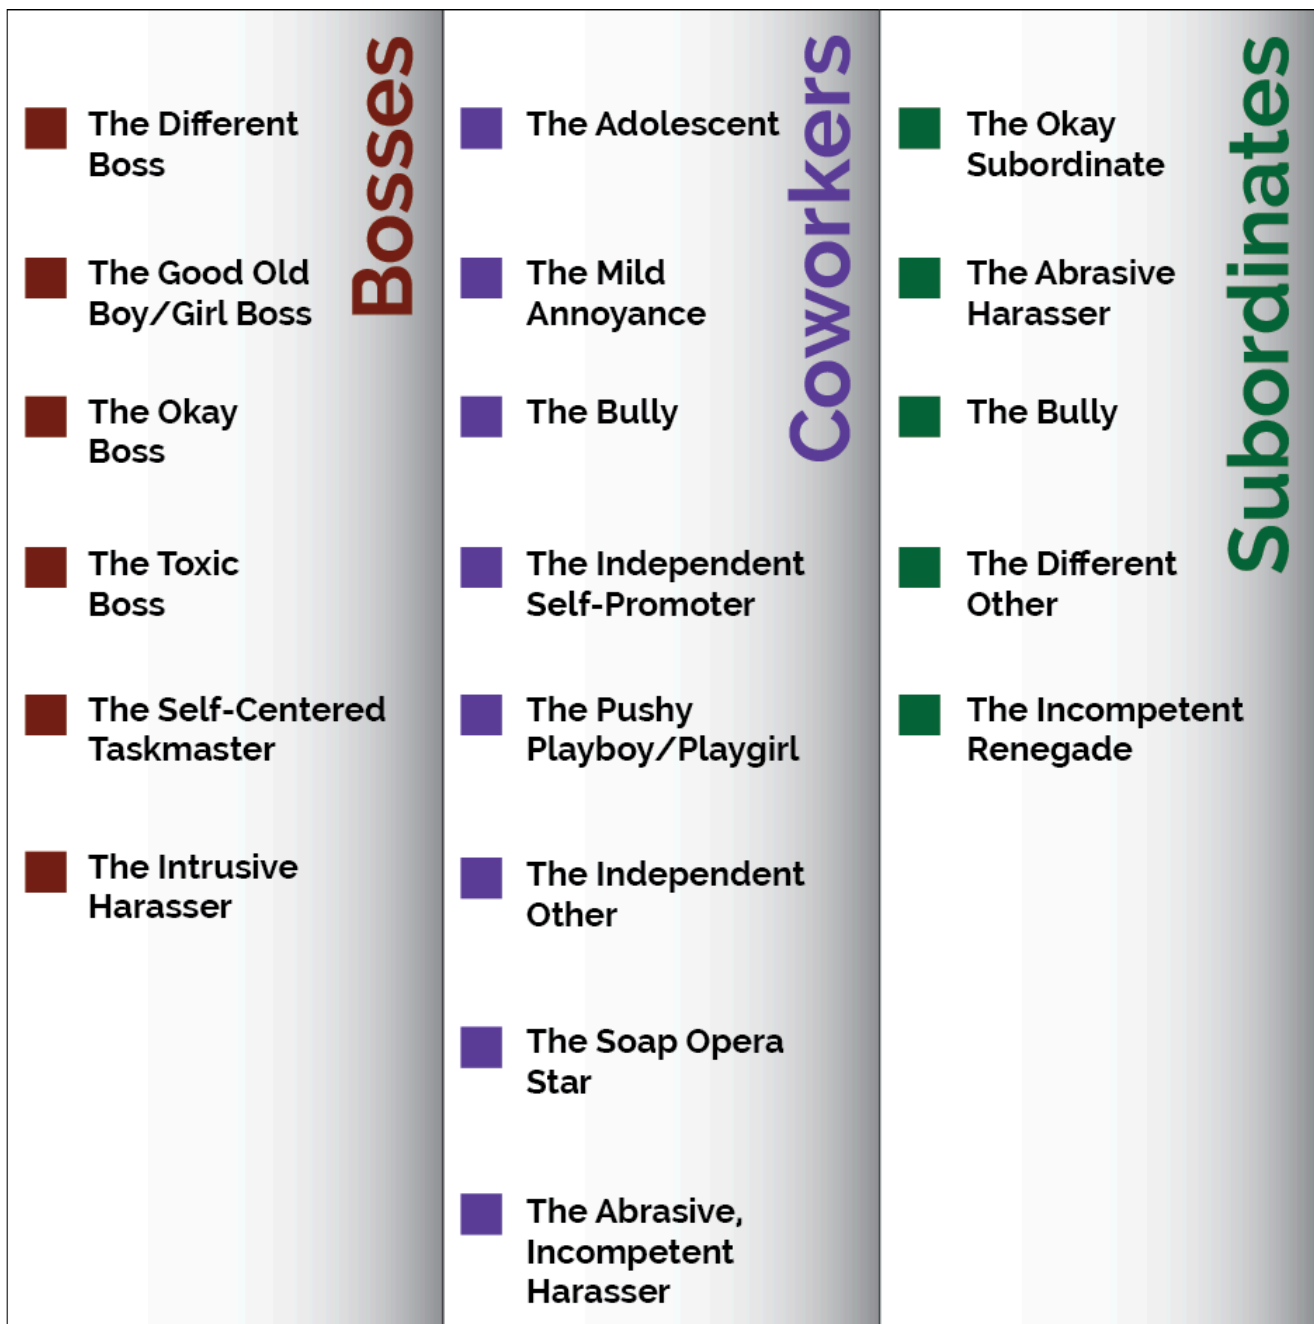 Bosses
The Different
Boss
The Good Old
Boy/Girl Boss
The Okay
Boss
The Toxic
Boss
The Self-Centered
Taskmaster
The Intrusive
Harasser
Coworkers
The Adolescent
The Mild
Annoyance
The Bully
The Independent
Self-Promoter
The Pushy
Playboy/Playgirl
The Independent
Other
The Soap Opera
Star
The Abrasive,
Incompetent
Harasser
Subordinates
The Okay
Subordinate
The Abrasive
Harasser
The Bully
The Different
Other
The Incompetent
Renegade